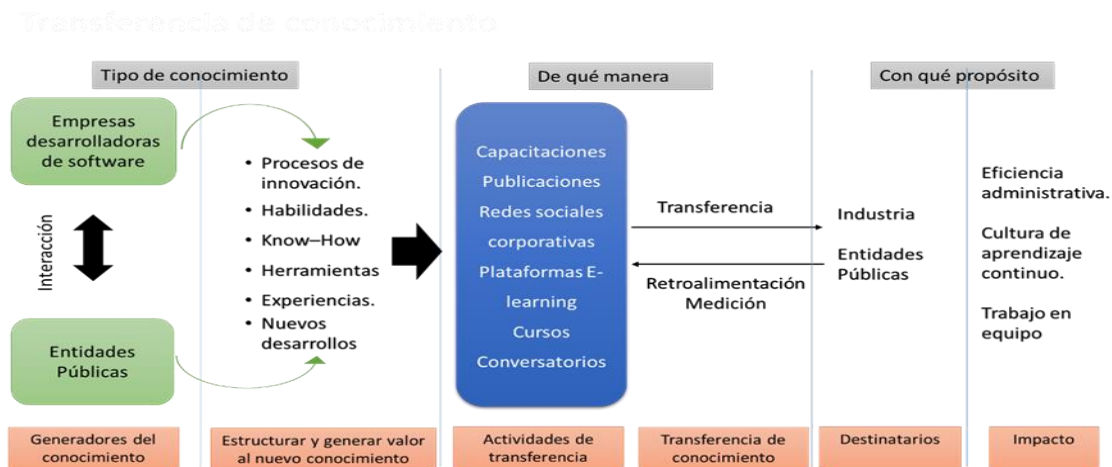 Transferencia de conocimiento
Tipo de conocimiento
De qué manera
Con qué propósito
Empresas
desarrolladoras
de software
Interacción
Entidades
Públicas
• Procesos de
innovación.
• Habilidades.
• Know–How
• Herramientas
• Experiencias.
• Nuevos
desarrollos
Capacitaciones
Publicaciones
Redes sociales
corporativas
Plataformas E-
learning
Cursos
Conversatorios
Transferencia
Retroalimentación
Medición
Industria
Entidades
Públicas
Eficiencia
administrativa.
Cultura de
aprendizaje
continuo.
Trabajo en
equipo
Generadores del
conocimiento
Estructurar y generar valor
al nuevo conocimiento
Actividades de
transferencia
Transferencia de
conocimiento
Destinatarios
Impacto